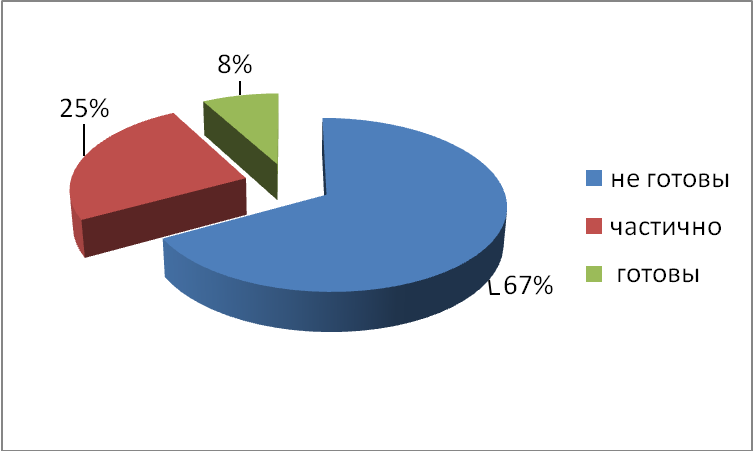 8%
25%
67%
не готовы
частично
готовы